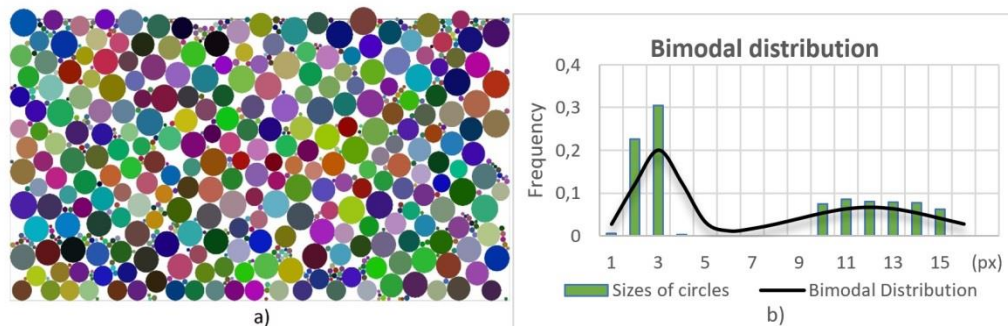 Bimodal distribution
0,4
0,3
0,2
0,1
0
Frequency
1 3 5 7 9 11 13 15 (px)
Sizes of circles Bimodal Distribution
a)
b)